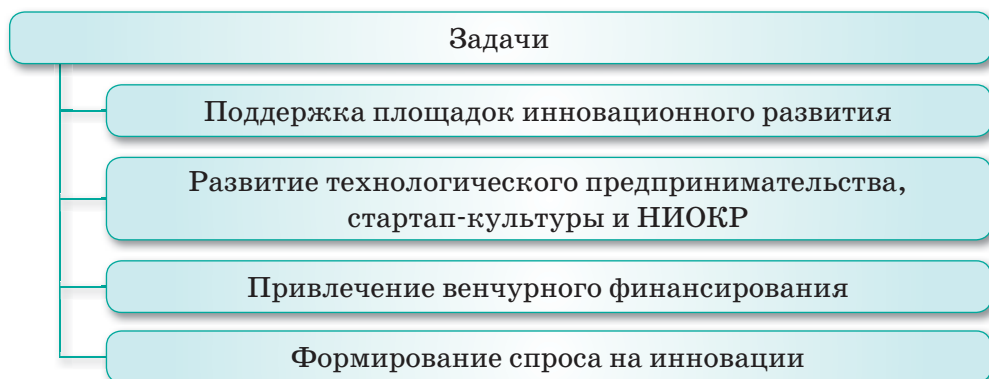 Задачи
Поддержка площадок инновационного развития
Развитие технологического предпринимательства,
стартап-культуры и НИОКР
Привлечение венчурного финансирования
Формирование спроса на инновации